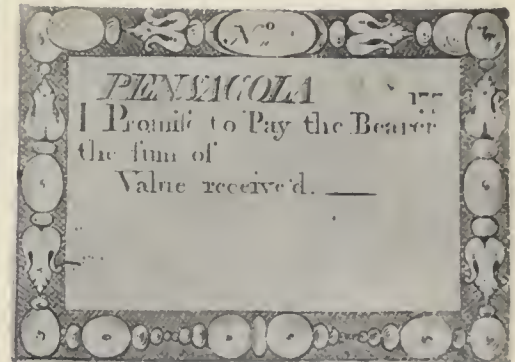 Nº
PENSACOLA 177
I Promise to Pay the Bearer
the sum of
Value receive'd.